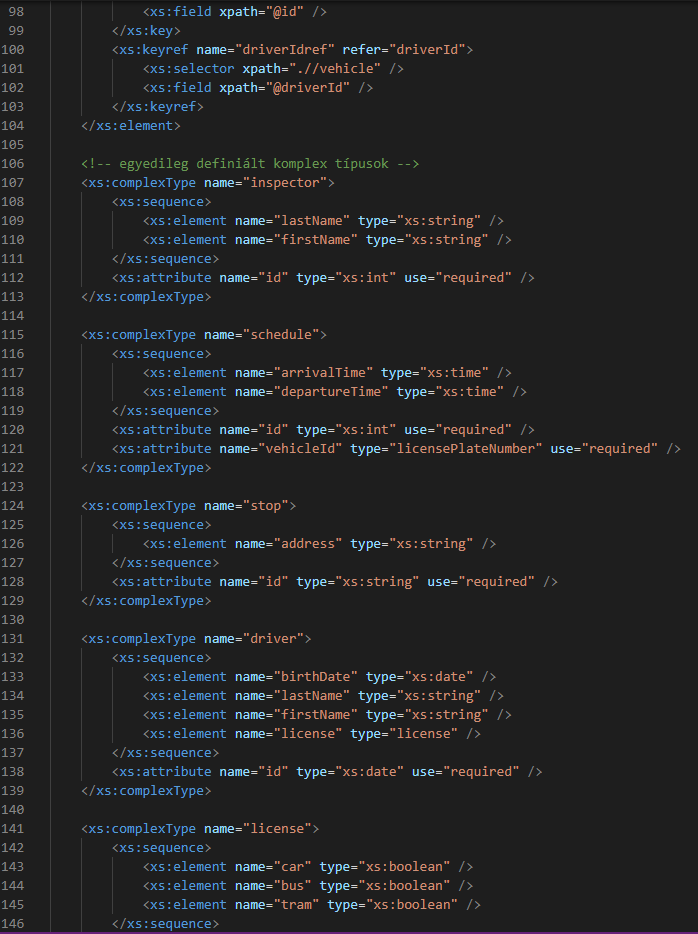 98 <xs:field xpath="@id" />
99 </xs:key>
100 <xs:keyref name="driverIdref" refer="driverId">
101 <xs:selector xpath=".//vehicle" />
102 <xs:field xpath="@driverId" />
103 </xs:keyref>
104 </xs:element>
105
106 <!-- egyedileg definiált komplex típusok -->
107 <xs:complexType name="inspector">
108 <xs:sequence>
109 <xs:element name="lastName" type="xs:string" />
110 <xs:element name="firstName" type="xs:string" />
111 </xs:sequence>
112 <xs:attribute name="id" type="xs:int" use="required" />
113 </xs:complexType>
114
115 <xs:complexType name="schedule">
116 <xs:sequence>
117 <xs:element name="arrivalTime" type="xs:time" />
118 <xs:element name="departureTime" type="xs:time" />
119 </xs:sequence>
120 <xs:attribute name="id" type="xs:int" use="required" />
121 <xs:attribute name="vehicleId" type="licensePlateNumber" use="required" />
122 </xs:complexType>
123
124 <xs:complexType name="stop">
125 <xs:sequence>
126 <xs:element name="address" type="xs:string" />
127 </xs:sequence>
128 <xs:attribute name="id" type="xs:string" use="required" />
129 </xs:complexType>
130
131 <xs:complexType name="driver">
132 <xs:sequence>
133 <xs:element name="birthDate" type="xs:date" />
134 <xs:element name="lastName" type="xs:string" />
135 <xs:element name="firstName" type="xs:string" />
136 <xs:element name="license" type="license" />
137 </xs:sequence>
138 <xs:attribute name="id" type="xs:date" use="required" />
139 </xs:complexType>
140
141 <xs:complexType name="license">
142 <xs:sequence>
143 <xs:element name="car" type="xs:boolean" />
144 <xs:element name="bus" type="xs:boolean" />
145 <xs:element name="tram" type="xs:boolean" />
146 </xs:sequence>